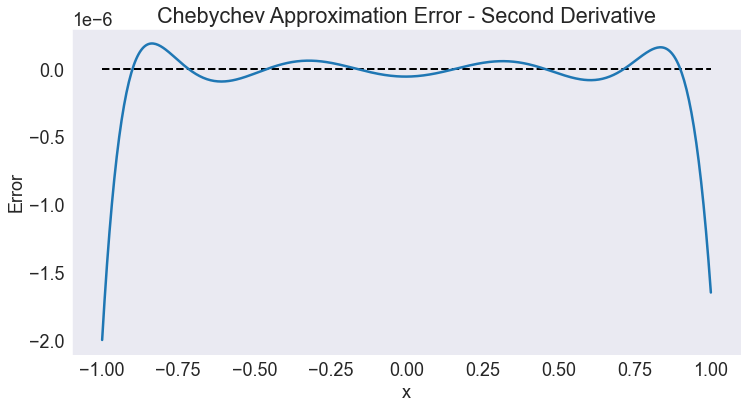 Chebychev Approximation Error - Second Derivative
1e−6
0.0
−0.5
−1.0
−1.5
−2.0
Error
−1.00 −0.75 −0.50 −0.25 0.00 0.25 0.50 0.75 1.00
x